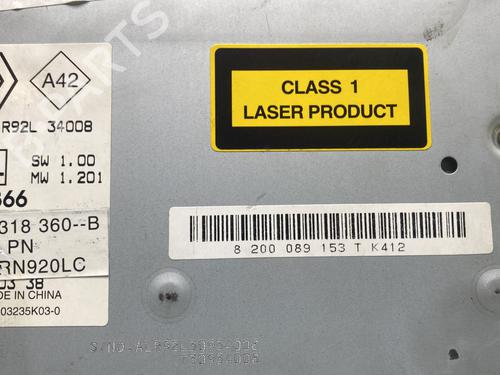 A42
R92L 34008
SW 1.00
MW 1.201
366
318 360--B
PN
RN920LC
03 38
DE IN CHINA
03235K03-0
CLASS 1
LASER PRODUCT
8 200 089 153 T K412